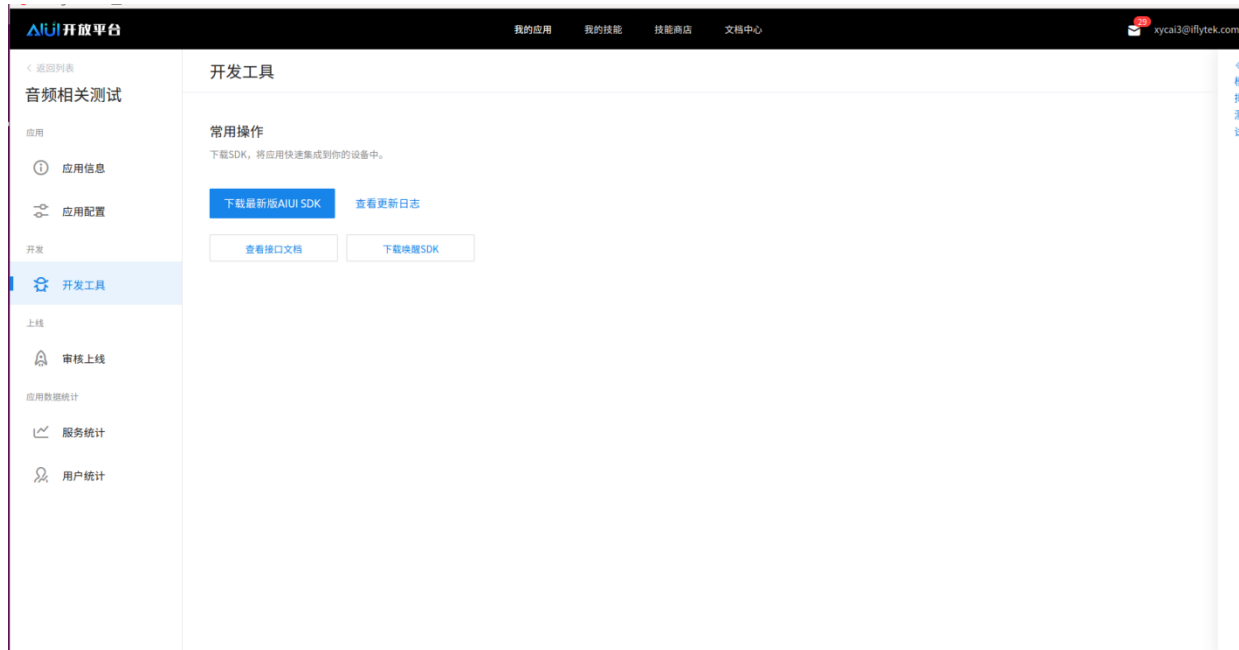 AIUI开放平台 我的应用 我的技能 技能商店 文档中心 29 xycai3@iflytek.com
< 返回列表
音频相关测试
应用
应用信息
应用配置
开发
开发工具
上线
审核上线
应用数据统计
服务统计
用户统计
开发工具
常用操作
下载SDK，将应用快速集成到你的设备中。
下载最新版AIUI SDK 查看更新日志
查看接口文档 下载唤醒SDK